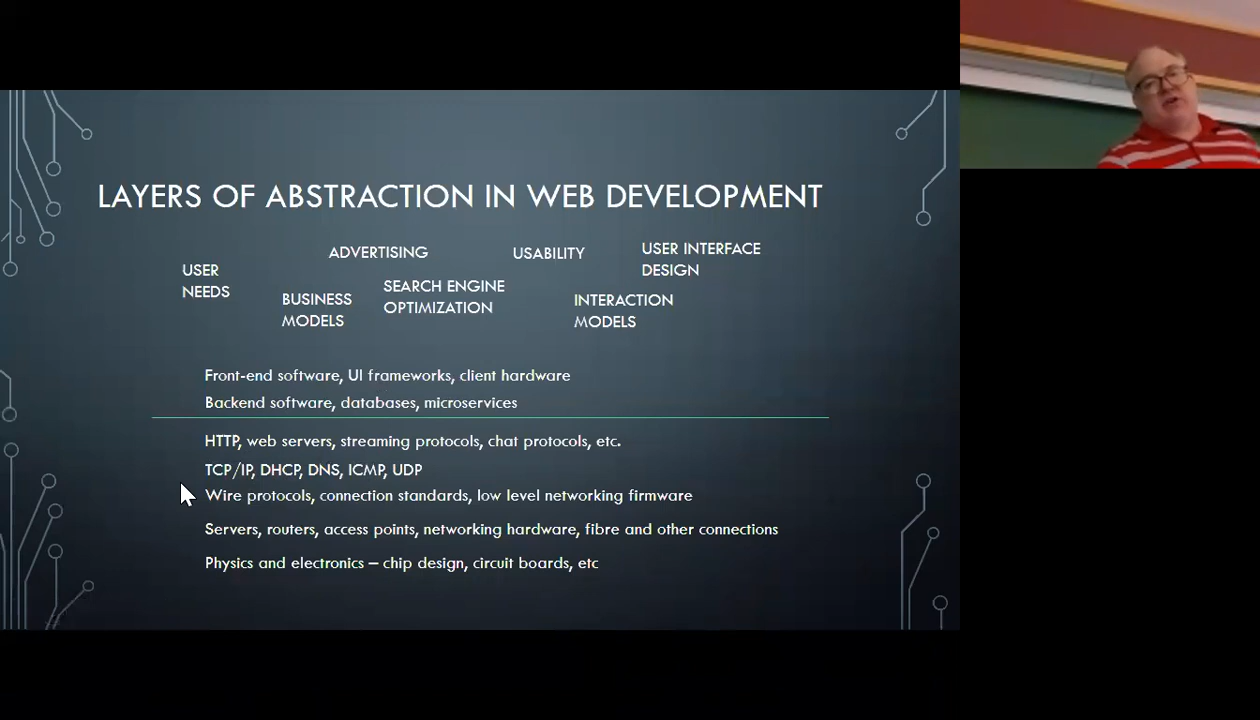 LAYERS OF ABSTRACTION IN WEB DEVELOPMENT
USER
NEEDS
ADVERTISING
BUSINESS
MODELS
SEARCH ENGINE
OPTIMIZATION
USABILITY
INTERACTION
MODELS
USER INTERFACE
DESIGN
Front-end software, UI frameworks, client hardware
Backend software, databases, microservices
HTTP, web servers, streaming protocols, chat protocols, etc.
TCP/IP, DHCP, DNS, ICMP, UDP
Wire protocols, connection standards, low level networking firmware
Servers, routers, access points, networking hardware, fibre and other connections
Physics and electronics – chip design, circuit boards, etc